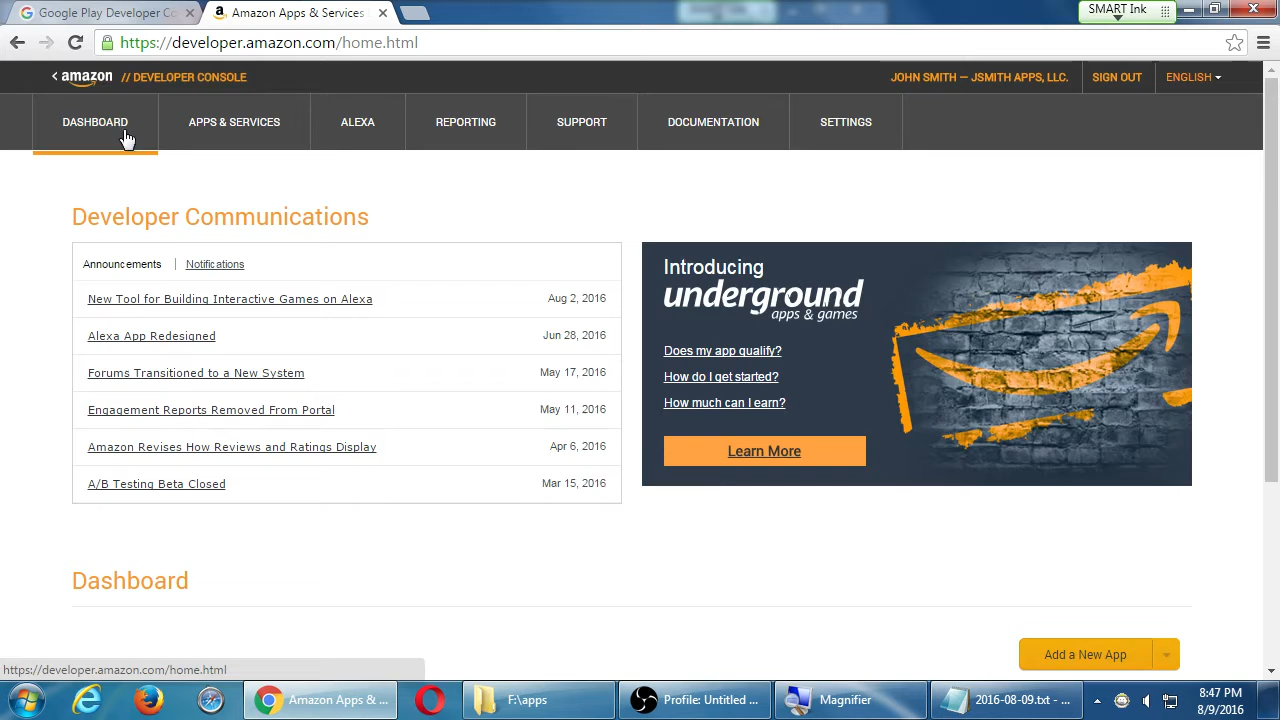 Google Play Developer Co
Amazon Apps & Services
SMART Ink
https://developer.amazon.com/home.html
amazon // DEVELOPER CONSOLE
JOHN SMITH — JSMITH APPS, LLC.
SIGN OUT
ENGLISH
DASHBOARD
APPS & SERVICES
ALEXA
REPORTING
SUPPORT
DOCUMENTATION
SETTINGS
Developer Communications
Announcements
Notifications
New Tool for Building Interactive Games on Alexa Aug 2, 2016
Alexa App Redesigned Jun 28, 2016
Forums Transitioned to a New System May 17, 2016
Engagement Reports Removed From Portal May 11, 2016
Amazon Revises How Reviews and Ratings Display Apr 6, 2016
A/B Testing Beta Closed Mar 15, 2016
Introducing
underground
apps & games
Does my app qualify?
How do I get started?
How much can I earn?
Learn More
Dashboard
Add a New App
https://developer.amazon.com/home.html
Amazon Apps & ...
F:\apps
Profile: Untitled ...
Magnifier
2016-08-09.txt - ...
8:47 PM
8/9/2016